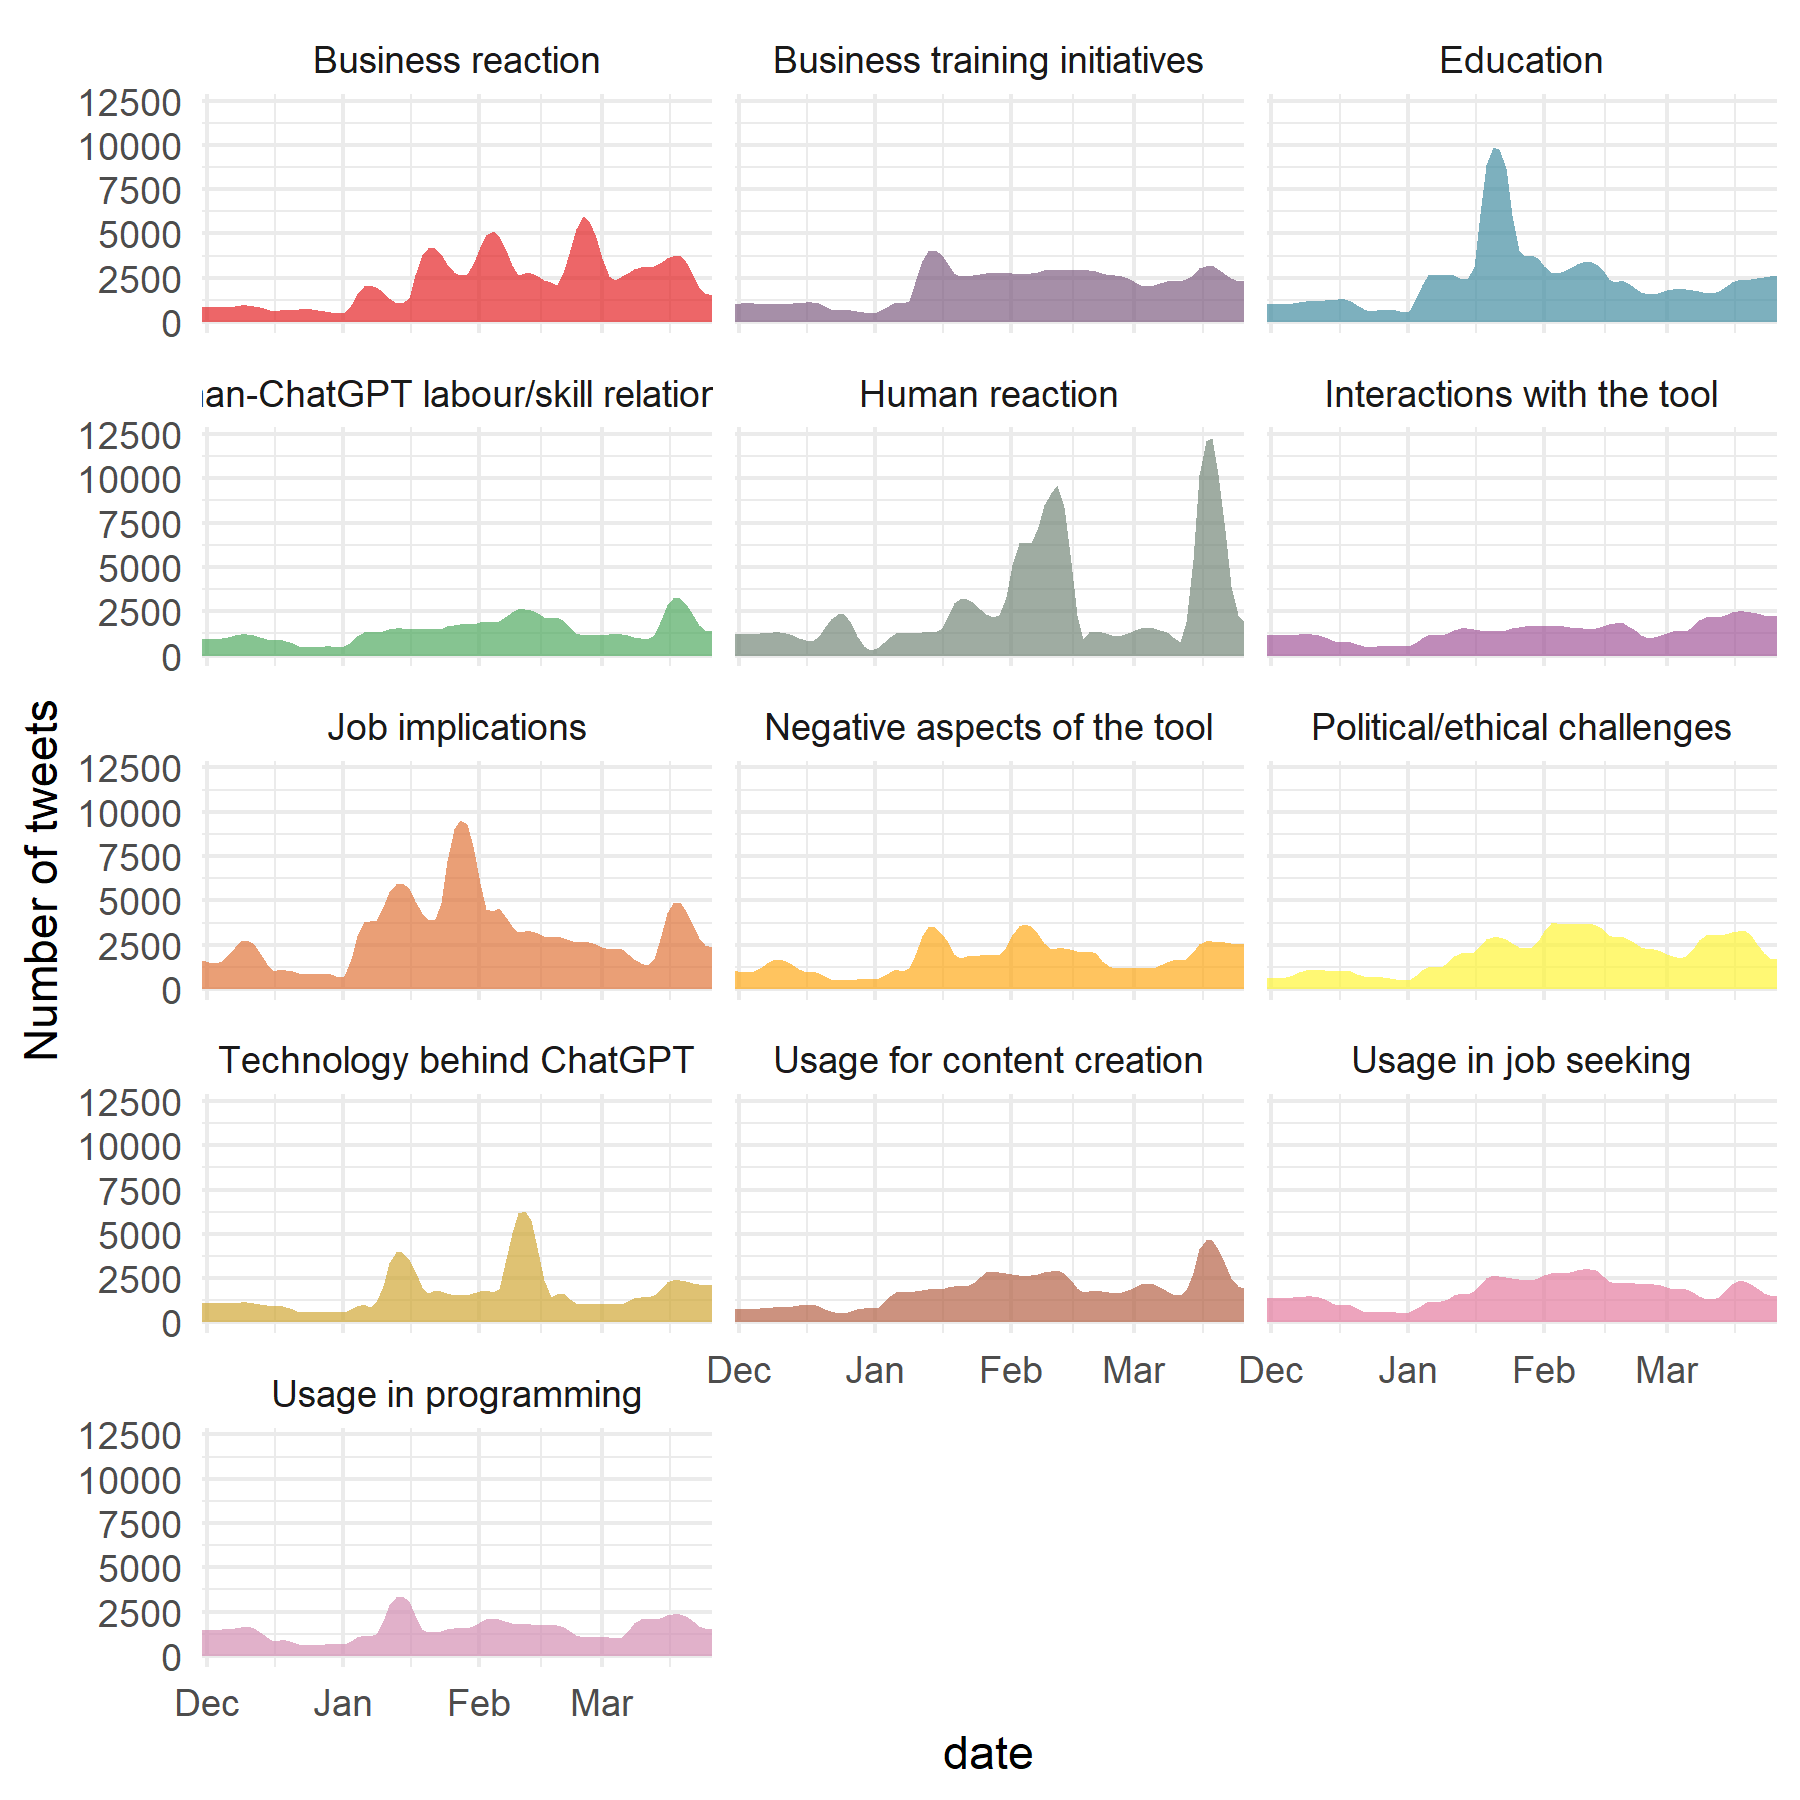 Business reaction
Business training initiatives
Education
12500
10000
7500
5000
2500
0
-ChatGPT labour/skill
Human reaction
Interactions with the tool
12500
10000
7500
5000
2500
0
Job implications
Negative aspects of the tool
Political/ethical challenges
12500
10000
7500
5000
2500
0
Number of tweets
Technology behind ChatGPT
Usage for content creation
Usage in job seeking
12500
10000
7500
5000
2500
0
Dec Jan Feb Mar
Dec Jan Feb Mar
Usage in programming
12500
10000
7500
5000
2500
0
Dec Jan Feb Mar
date